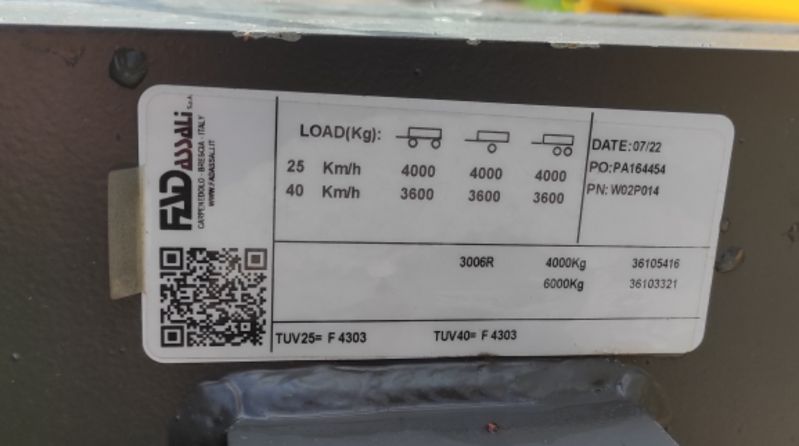 FAD ASSALI S.p.A.
CARPENEDOLO - BRESCIA - ITALY
WWW.FADASSALI.IT
LOAD(Kg):
25 Km/h 4000 4000 4000
40 Km/h 3600 3600 3600
DATE: 07/22
PO: PA164454
PN: W02P014
3006R 4000Kg 36105416
6000Kg 36103321
TUV25= F 4303 TUV40= F 4303